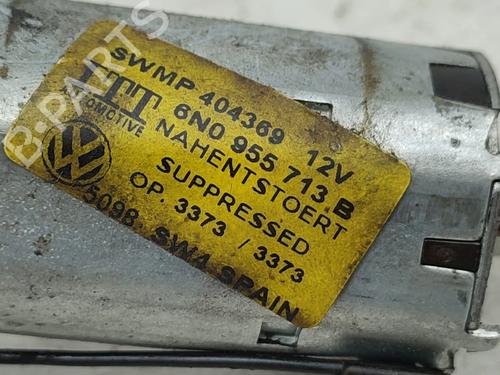 SWMP 404369 12V
ITT 6N0 955 713 B
AUTOMOTIVE NAHENTSTOERT
SUPPRESSED
OP. 3373 / 3373
5098 SW4 SPAIN
B-PARTS